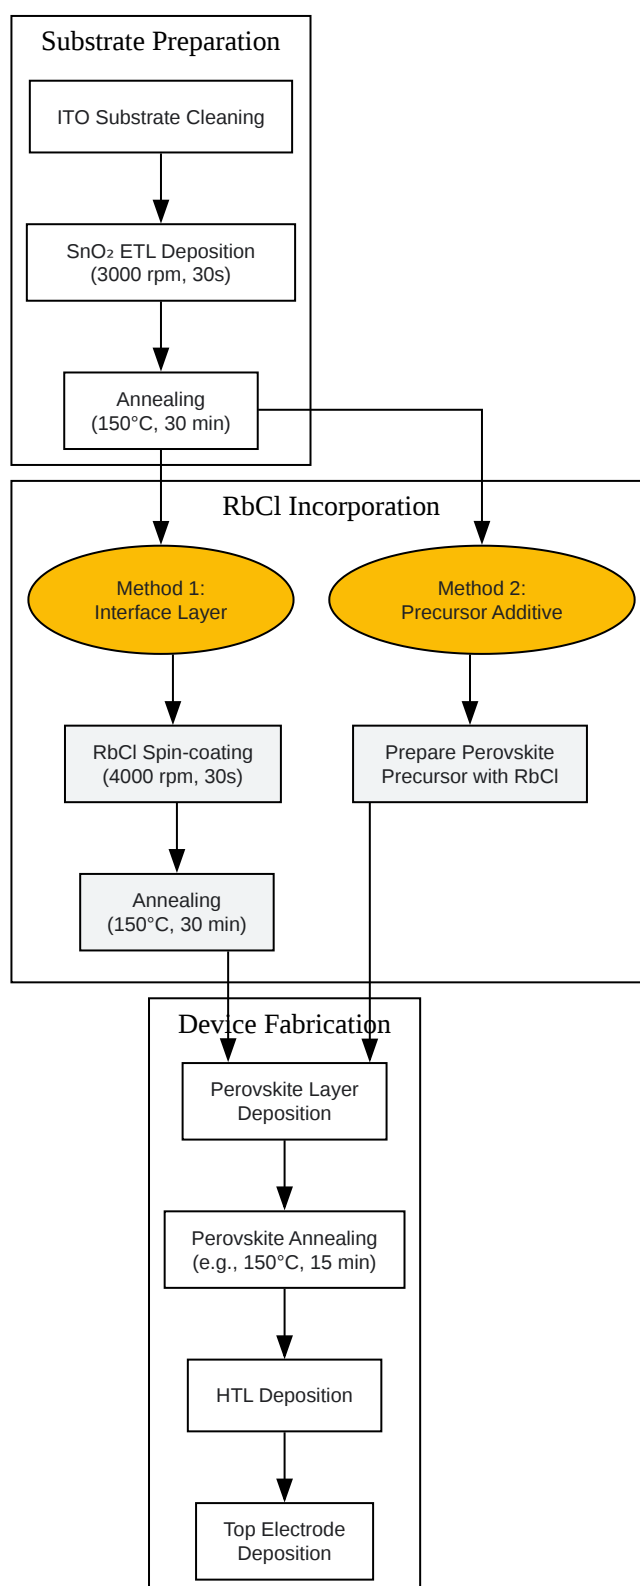 Substrate Preparation
ITO Substrate Cleaning
SnO₂ ETL Deposition
(3000 rpm, 30s)
Annealing
(150°C, 30 min)
RbCl Incorporation
Method 1:
Interface Layer
Method 2:
Precursor Additive
RbCl Spin-coating
(4000 rpm, 30s)
Prepare Perovskite
Precursor with RbCl
Annealing
(150°C, 30 min)
Device Fabrication
Perovskite Layer
Deposition
Perovskite Annealing
(e.g., 150°C, 15 min)
HTL Deposition
Top Electrode
Deposition